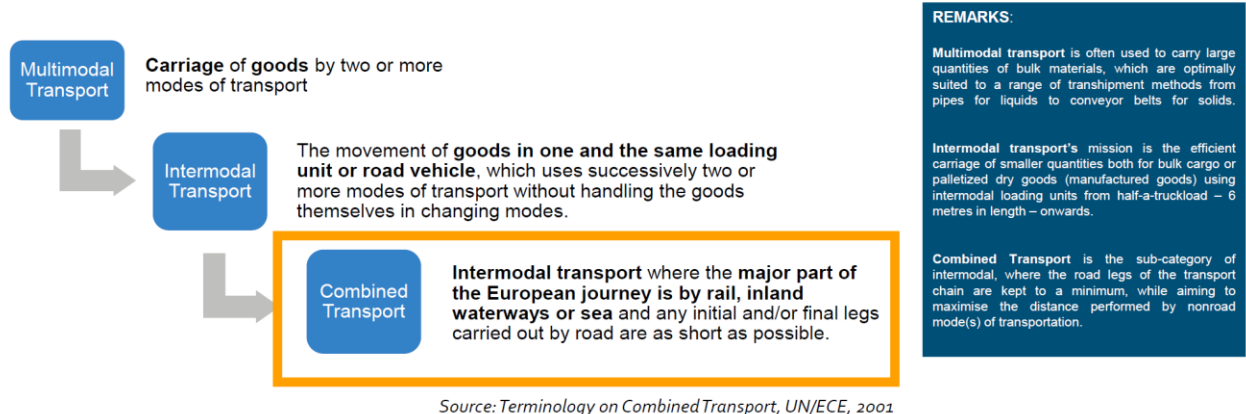 Multimodal
Transport
Carriage of goods by two or more
modes of transport
Intermodal
Transport
The movement of goods in one and the same loading
unit or road vehicle, which uses successively two or
more modes of transport without handling the goods
themselves in changing modes.
Combined
Transport
Intermodal transport where the major part of
the European journey is by rail, inland
waterways or sea and any initial and/or final legs
carried out by road are as short as possible.
Source: Terminology on Combined Transport, UN/ECE, 2001
REMARKS:
Multimodal transport is often used to carry large
quantities of bulk materials, which are optimally
suited to a range of transhipment methods from
pipes for liquids to conveyor belts for solids.
Intermodal transport's mission is the efficient
carriage of smaller quantities both for bulk cargo or
palletized dry goods (manufactured goods) using
intermodal loading units from half-a-truckload – 6
metres in length – onwards.
Combined Transport is the sub-category of
intermodal, where the road legs of the transport
chain are kept to a minimum, while aiming to
maximise the distance performed by nonroad
mode(s) of transportation.